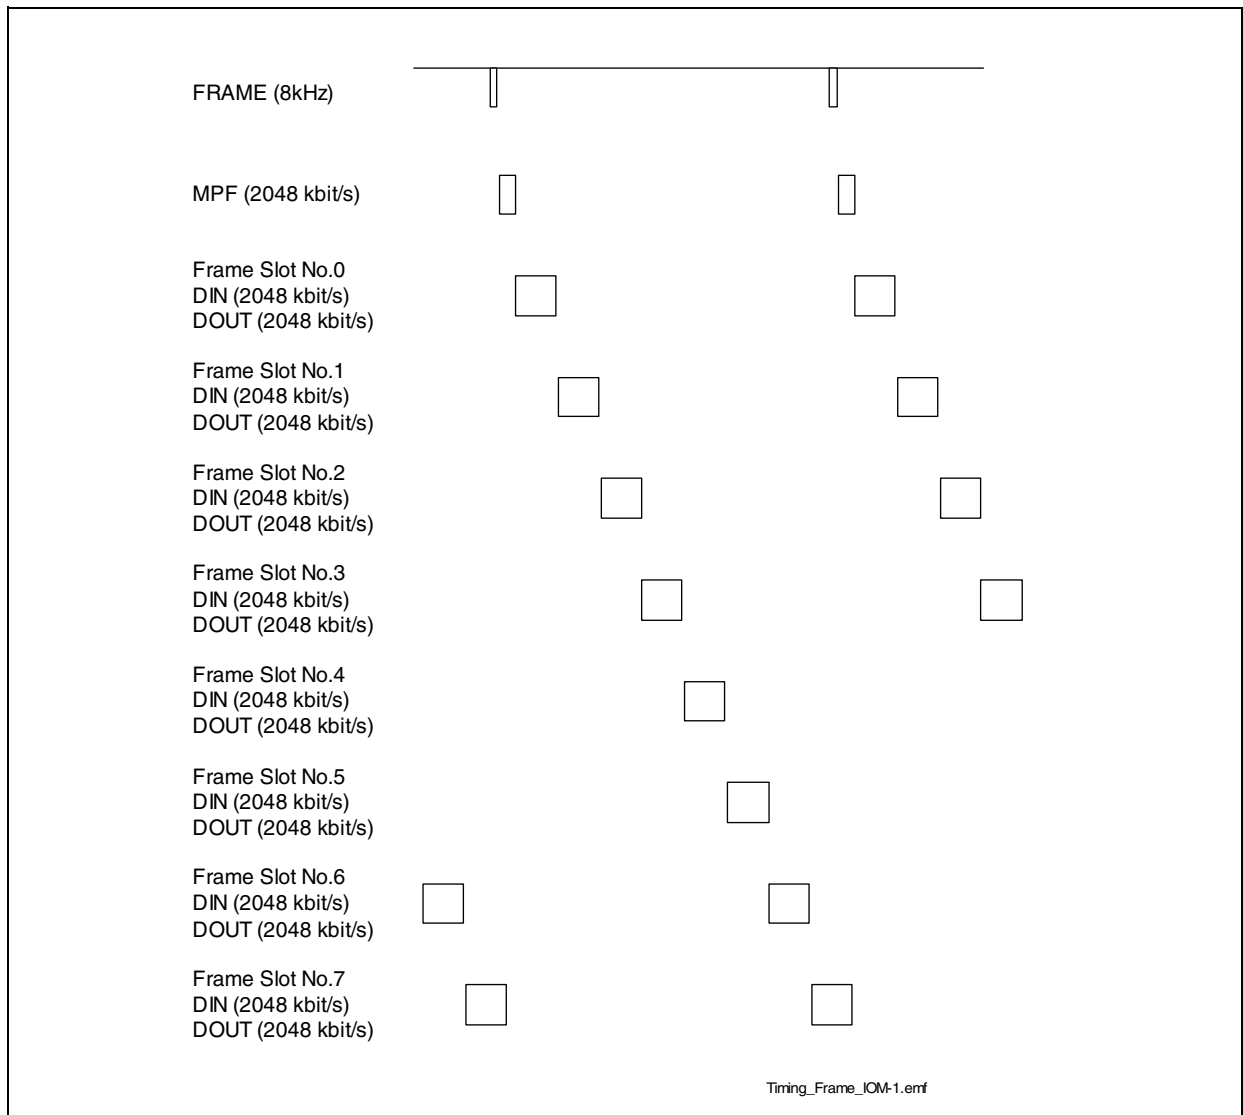 FRAME (8kHz)
MPF (2048 kbit/s)
Frame Slot No.0
DIN (2048 kbit/s)
DOUT (2048 kbit/s)
Frame Slot No.1
DIN (2048 kbit/s)
DOUT (2048 kbit/s)
Frame Slot No.2
DIN (2048 kbit/s)
DOUT (2048 kbit/s)
Frame Slot No.3
DIN (2048 kbit/s)
DOUT (2048 kbit/s)
Frame Slot No.4
DIN (2048 kbit/s)
DOUT (2048 kbit/s)
Frame Slot No.5
DIN (2048 kbit/s)
DOUT (2048 kbit/s)
Frame Slot No.6
DIN (2048 kbit/s)
DOUT (2048 kbit/s)
Frame Slot No.7
DIN (2048 kbit/s)
DOUT (2048 kbit/s)
Timing_Frame_IOM-1.emf